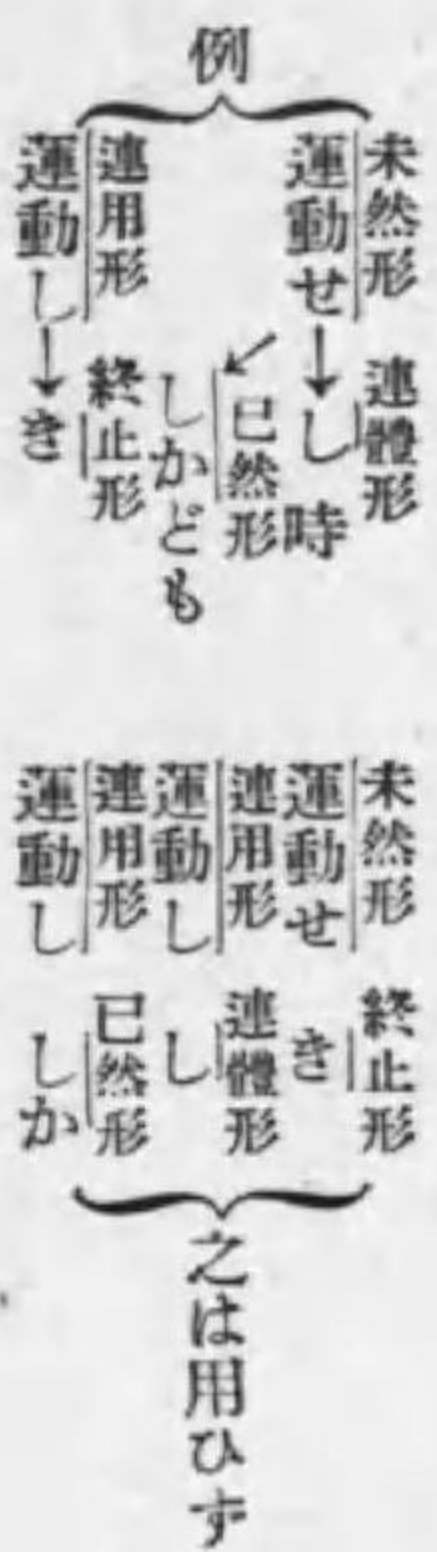 例
未然形 連體形
運動せ→し時
↙已然形
しかども
連用形 終止形
運動し→き
未然形 終止形
運動せ き
連用形 連體形
運動し し
連用形 已然形
運動し しか
之は用ひず